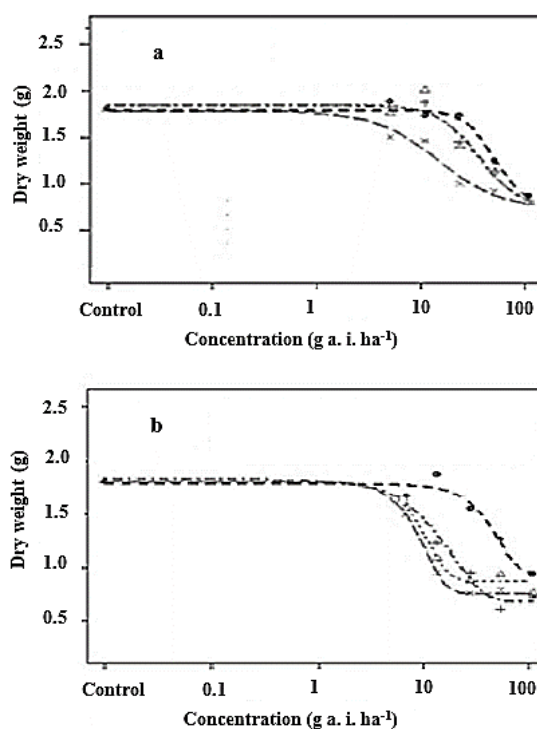 a
2.5
2.0
1.5
1.0
0.5
Dry weight (g)
Control 0.1 1 10 100
Concentration (g a. i. ha⁻¹)
b
2.5
2.0
1.5
1.0
0.5
Dry weight (g)
Control 0.1 1 10 100
Concentration (g a. i. ha⁻¹)